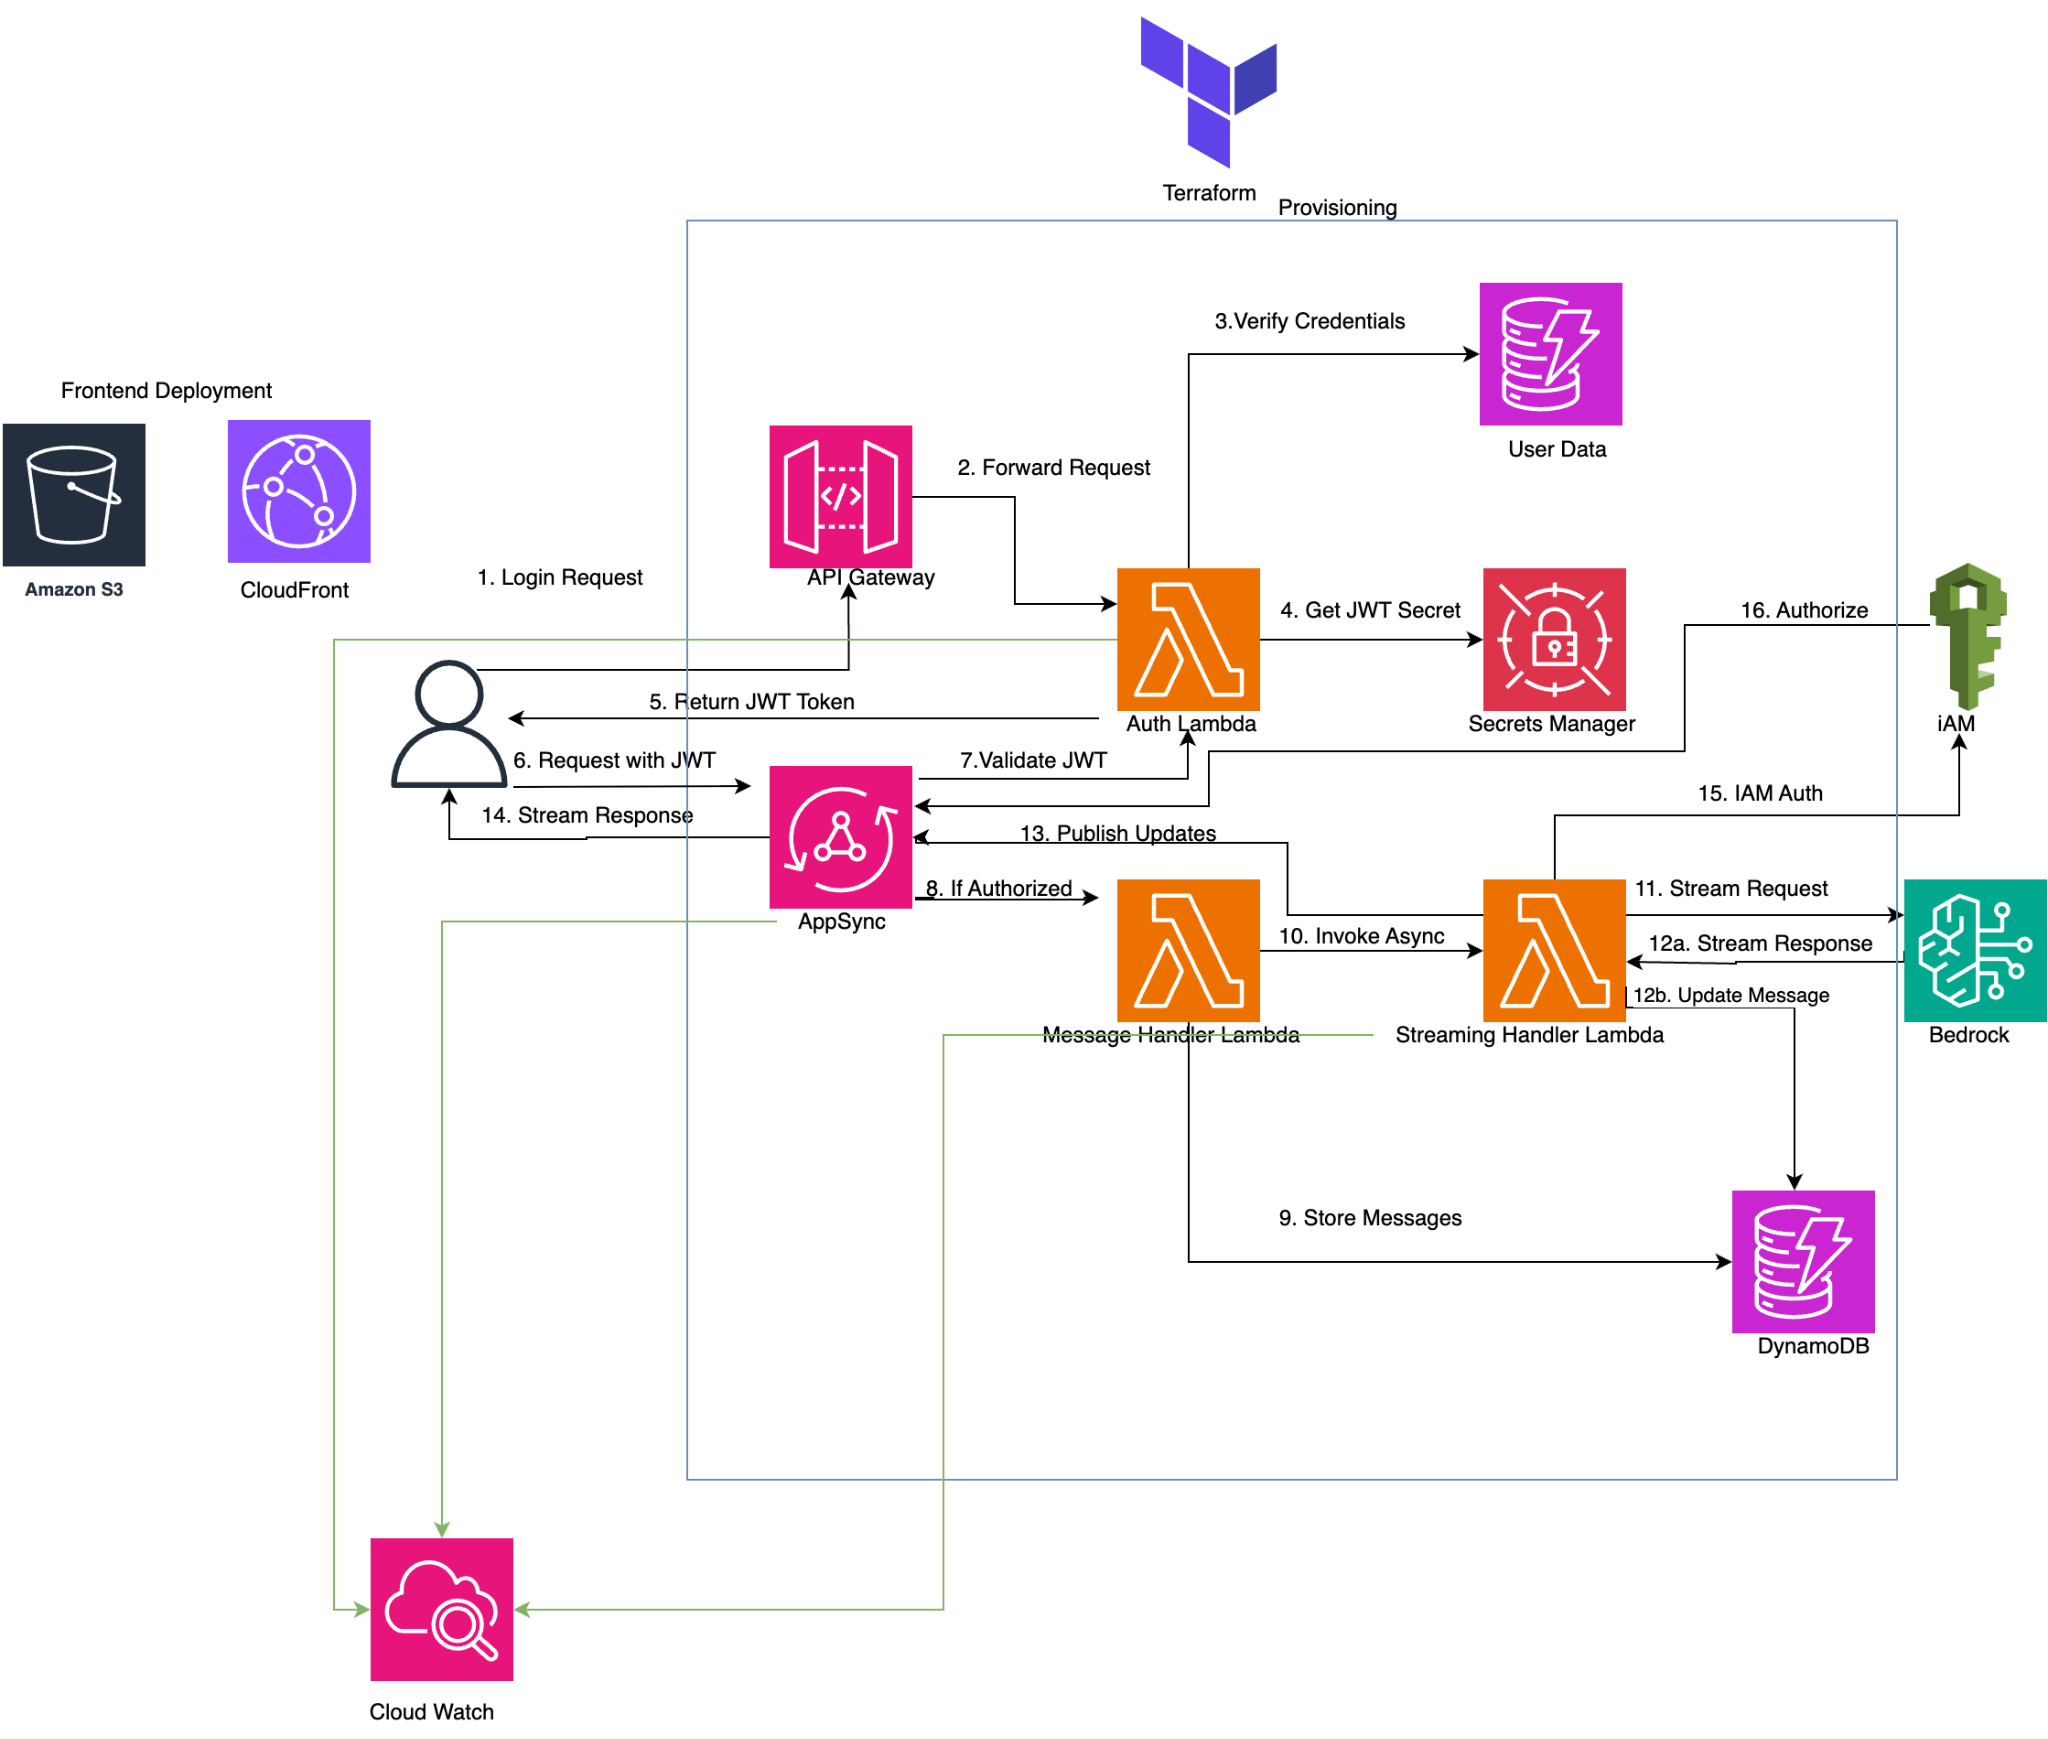 Terraform
Provisioning
3.Verify Credentials
Frontend Deployment
User Data
2. Forward Request
1. Login Request
API Gateway
Amazon S3
CloudFront
4. Get JWT Secret
16. Authorize
5. Return JWT Token
Auth Lambda
Secrets Manager
iAM
6. Request with JWT
7.Validate JWT
15. IAM Auth
14. Stream Response
13. Publish Updates
8. If Authorized
11. Stream Request
AppSync
10. Invoke Async
12a. Stream Response
12b. Update Message
Message Handler Lambda
Streaming Handler Lambda
Bedrock
9. Store Messages
DynamoDB
Cloud Watch